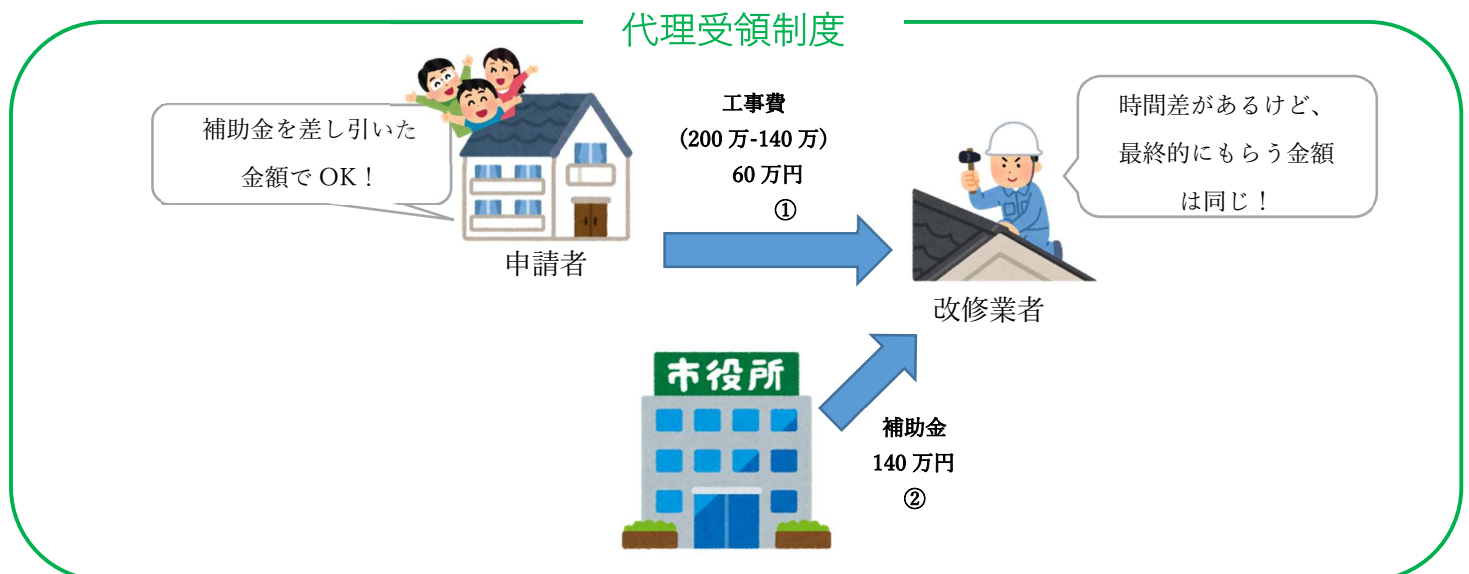 代理受領制度
補助金を差し引いた
金額でOK！
工事費
(200万-140万)
60万円
①
時間差があるけど、
最終的にもらう金額
は同じ！
申請者
改修業者
市役所
補助金
140万円
②